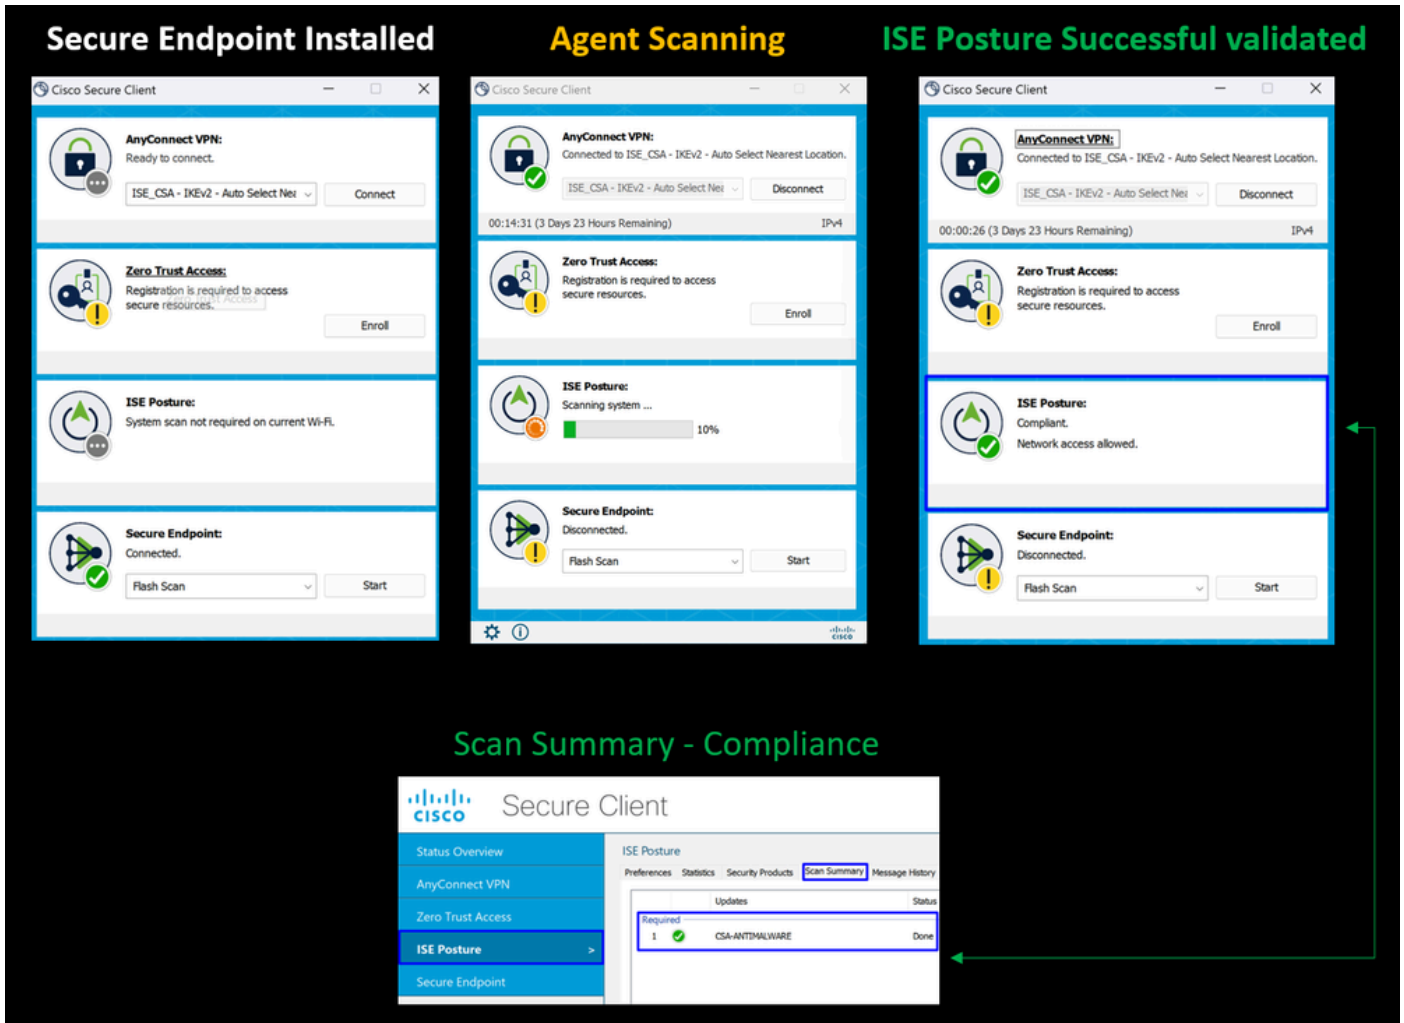 Secure Endpoint Installed
Agent Scanning
ISE Posture Successful validated
Cisco Secure Client
AnyConnect VPN:
Ready to connect.
ISE_CSA - IKEv2 - Auto Select Nea
Connect
Zero Trust Access:
Registration is required to access
secure resources.
Zero Trust Access
Enroll
ISE Posture:
System scan not required on current Wi-Fi.
Secure Endpoint:
Connected.
Flash Scan
Start
Cisco Secure Client
AnyConnect VPN:
Connected to ISE_CSA - IKEv2 - Auto Select Nearest Location.
ISE_CSA - IKEv2 - Auto Select Nea
Disconnect
00:14:31 (3 Days 23 Hours Remaining)
IPv4
Zero Trust Access:
Registration is required to access
secure resources.
Enroll
ISE Posture:
Scanning system ...
10%
Secure Endpoint:
Disconnected.
Flash Scan
Start
CISCO
Cisco Secure Client
AnyConnect VPN:
Connected to ISE_CSA - IKEv2 - Auto Select Nearest Location.
ISE_CSA - IKEv2 - Auto Select Nea
Disconnect
00:00:26 (3 Days 23 Hours Remaining)
IPv4
Zero Trust Access:
Registration is required to access
secure resources.
Enroll
ISE Posture:
Compliant.
Network access allowed.
Secure Endpoint:
Disconnected.
Flash Scan
Start
Scan Summary - Compliance
CISCO
Secure Client
Status Overview
AnyConnect VPN
Zero Trust Access
ISE Posture >
Secure Endpoint
ISE Posture
Preferences Statistics Security Products Scan Summary Message History
Updates Status
Required
1 CSA-ANTIMALWARE Done